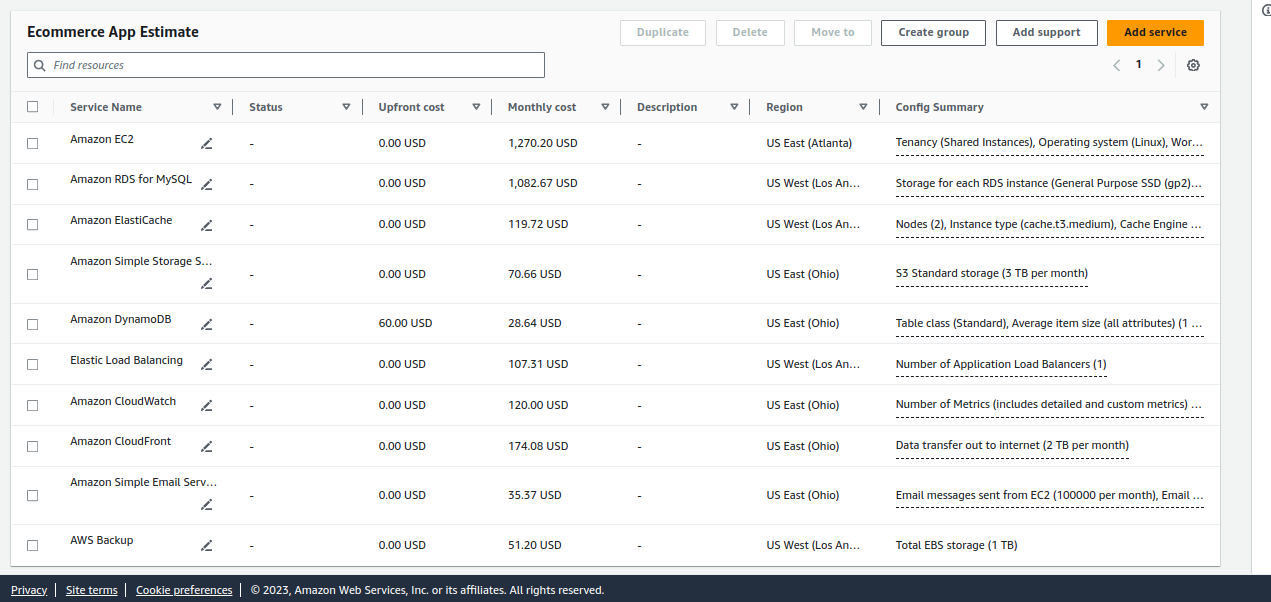 Ecommerce App Estimate
Duplicate Delete Move to Create group Add support Add service
Find resources
1
Service Name Status Upfront cost Monthly cost Description Region Config Summary
Amazon EC2 - 0.00 USD 1,270.20 USD - US East (Atlanta) Tenancy (Shared Instances), Operating system (Linux), Wor...
Amazon RDS for MySQL - 0.00 USD 1,082.67 USD - US West (Los An... Storage for each RDS instance (General Purpose SSD (gp2)...
Amazon ElastiCache - 0.00 USD 119.72 USD - US West (Los An... Nodes (2), Instance type (cache.t3.medium), Cache Engine ...
Amazon Simple Storage S... - 0.00 USD 70.66 USD - US East (Ohio) S3 Standard storage (3 TB per month)
Amazon DynamoDB - 60.00 USD 28.64 USD - US East (Ohio) Table class (Standard), Average item size (all attributes) (1 ...
Elastic Load Balancing - 0.00 USD 107.31 USD - US West (Los An... Number of Application Load Balancers (1)
Amazon CloudWatch - 0.00 USD 120.00 USD - US East (Ohio) Number of Metrics (includes detailed and custom metrics) ...
Amazon CloudFront - 0.00 USD 174.08 USD - US East (Ohio) Data transfer out to internet (2 TB per month)
Amazon Simple Email Serv... - 0.00 USD 35.37 USD - US East (Ohio) Email messages sent from EC2 (100000 per month), Email ...
AWS Backup - 0.00 USD 51.20 USD - US West (Los An... Total EBS storage (1 TB)
Privacy Site terms Cookie preferences © 2023, Amazon Web Services, Inc. or its affiliates. All rights reserved.